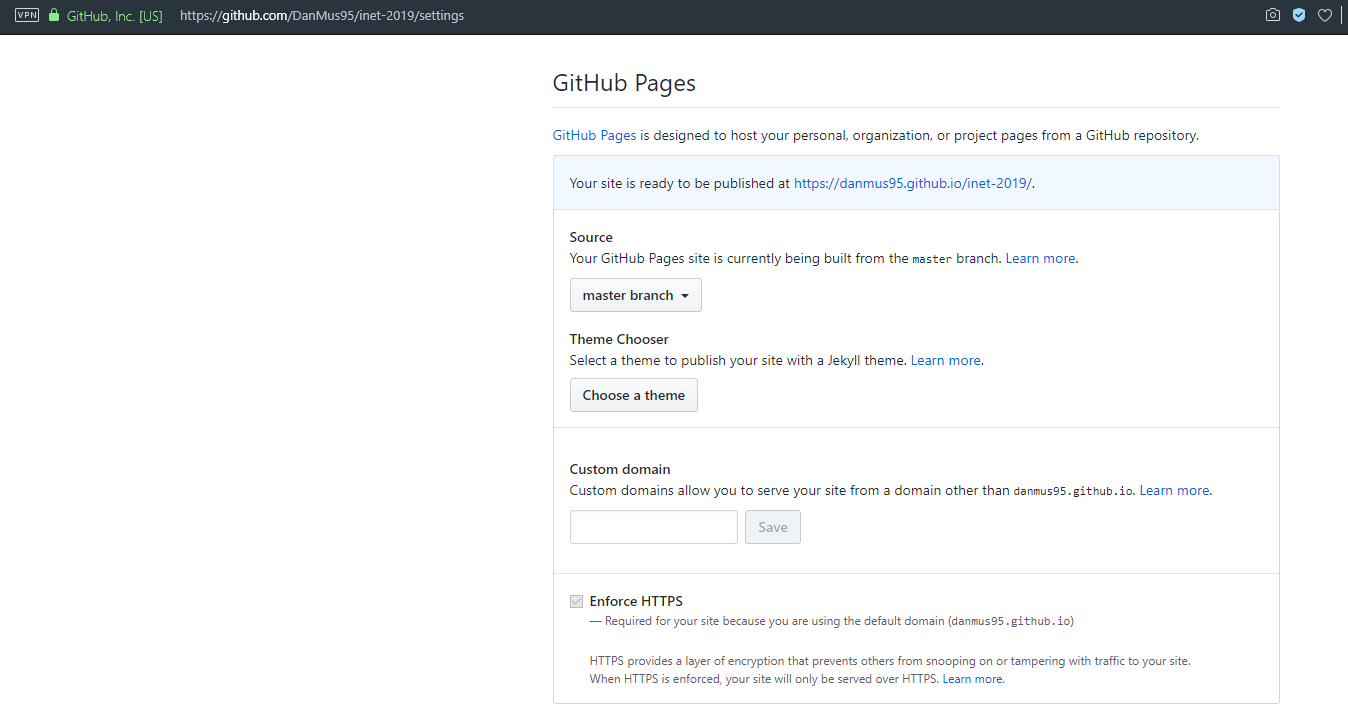 VPN GitHub, Inc. [US] https://github.com/DanMus95/inet-2019/settings
GitHub Pages
GitHub Pages is designed to host your personal, organization, or project pages from a GitHub repository.
Your site is ready to be published at https://danmus95.github.io/inet-2019/.
Source
Your GitHub Pages site is currently being built from the master branch. Learn more.
master branch
Theme Chooser
Select a theme to publish your site with a Jekyll theme. Learn more.
Choose a theme
Custom domain
Custom domains allow you to serve your site from a domain other than danmus95.github.io. Learn more.
Save
Enforce HTTPS
— Required for your site because you are using the default domain (danmus95.github.io)
HTTPS provides a layer of encryption that prevents others from snooping on or tampering with traffic to your site.
When HTTPS is enforced, your site will only be served over HTTPS. Learn more.